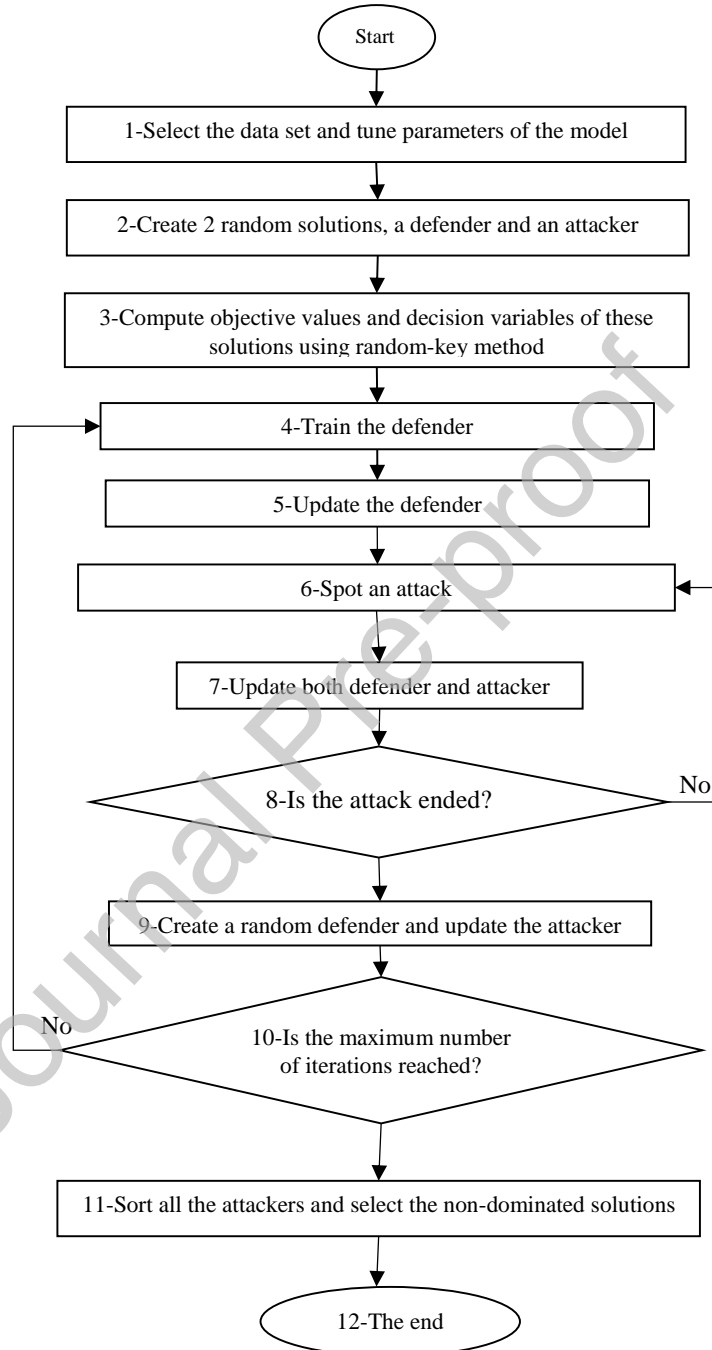 Start
1-Select the data set and tune parameters of the model
2-Create 2 random solutions, a defender and an attacker
3-Compute objective values and decision variables of these
solutions using random-key method
4-Train the defender
5-Update the defender
6-Spot an attack
7-Update both defender and attacker
8-Is the attack ended?
No
9-Create a random defender and update the attacker
No
10-Is the maximum number
of iterations reached?
11-Sort all the attackers and select the non-dominated solutions
12-The end
Journal Pre-proof